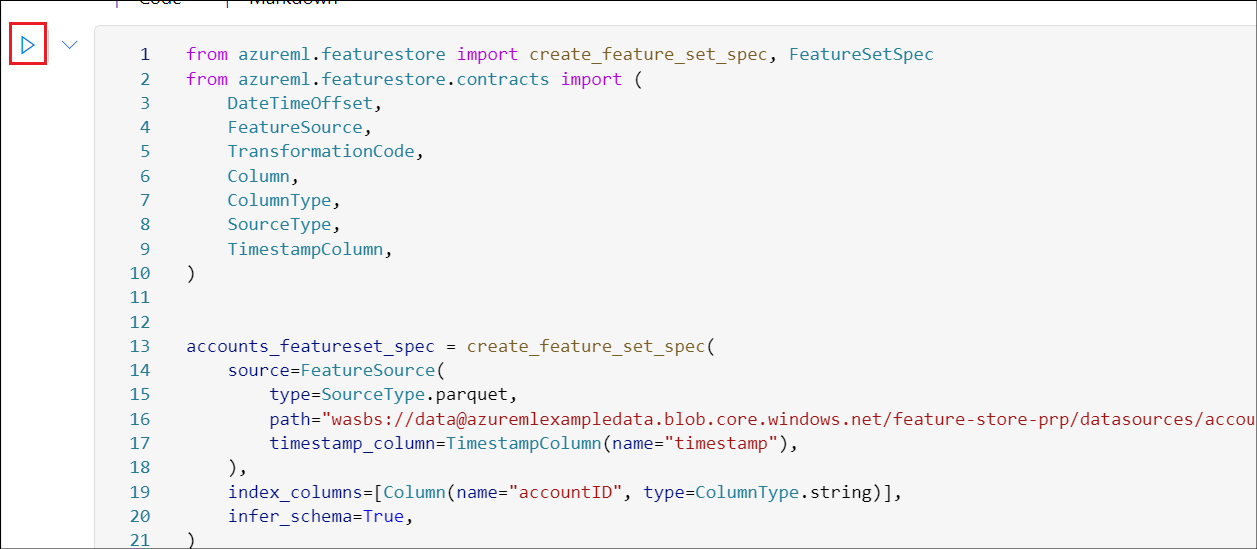 Code Markdown
1 from azureml.featurestore import create_feature_set_spec, FeatureSetSpec
2 from azureml.featurestore.contracts import (
3     DateTimeOffset,
4     FeatureSource,
5     TransformationCode,
6     Column,
7     ColumnType,
8     SourceType,
9     TimestampColumn,
10 )
11
12
13 accounts_featureset_spec = create_feature_set_spec(
14     source=FeatureSource(
15         type=SourceType.parquet,
16         path="wasbs://data@azuremlexampledata.blob.core.windows.net/feature-store-prp/datasources/accou
17         timestamp_column=TimestampColumn(name="timestamp"),
18     ),
19     index_columns=[Column(name="accountID", type=ColumnType.string)],
20     infer_schema=True,
21 )